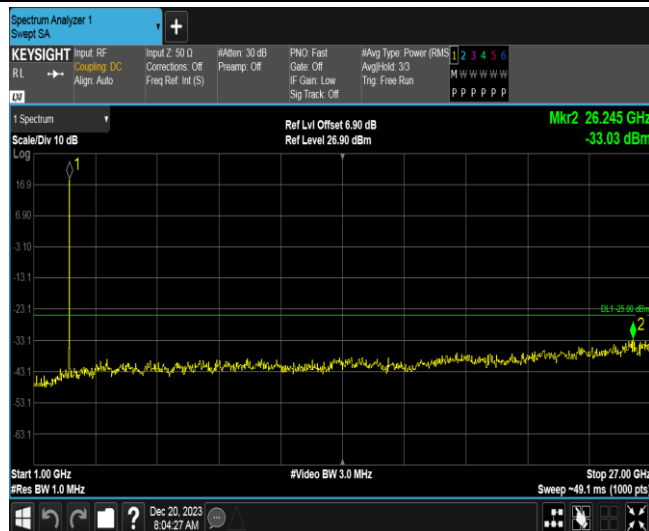 Spectrum Analyzer 1
Swept SA
+
KEYSIGHT
RL
Input: RF
Coupling: DC
Align: Auto
Input Z: 50 Ω
Corrections: Off
Freq Ref: Int (S)
#Atten: 30 dB
Preamp: Off
PNO: Fast
Gate: Off
IF Gain: Low
Sig Track: Off
#Avg Type: Power (RMS
Avg|Hold: 3/3
Trig: Free Run
1 2 3 4 5 6
M W W W W W
P P P P P P
1 Spectrum
Scale/Div 10 dB
Log
Ref Lvl Offset 6.90 dB
Ref Level 26.90 dBm
Mkr2 26.245 GHz
-33.03 dBm
1
16.9
6.90
-3.10
-13.1
-23.1
DL1 -25.00 dBm
2
-33.1
-43.1
-53.1
-63.1
Start 1.00 GHz
#Res BW 1.0 MHz
#Video BW 3.0 MHz
Stop 27.00 GHz
Sweep ~49.1 ms (1000 pts)
?
Dec 20, 2023
8:04:27 AM